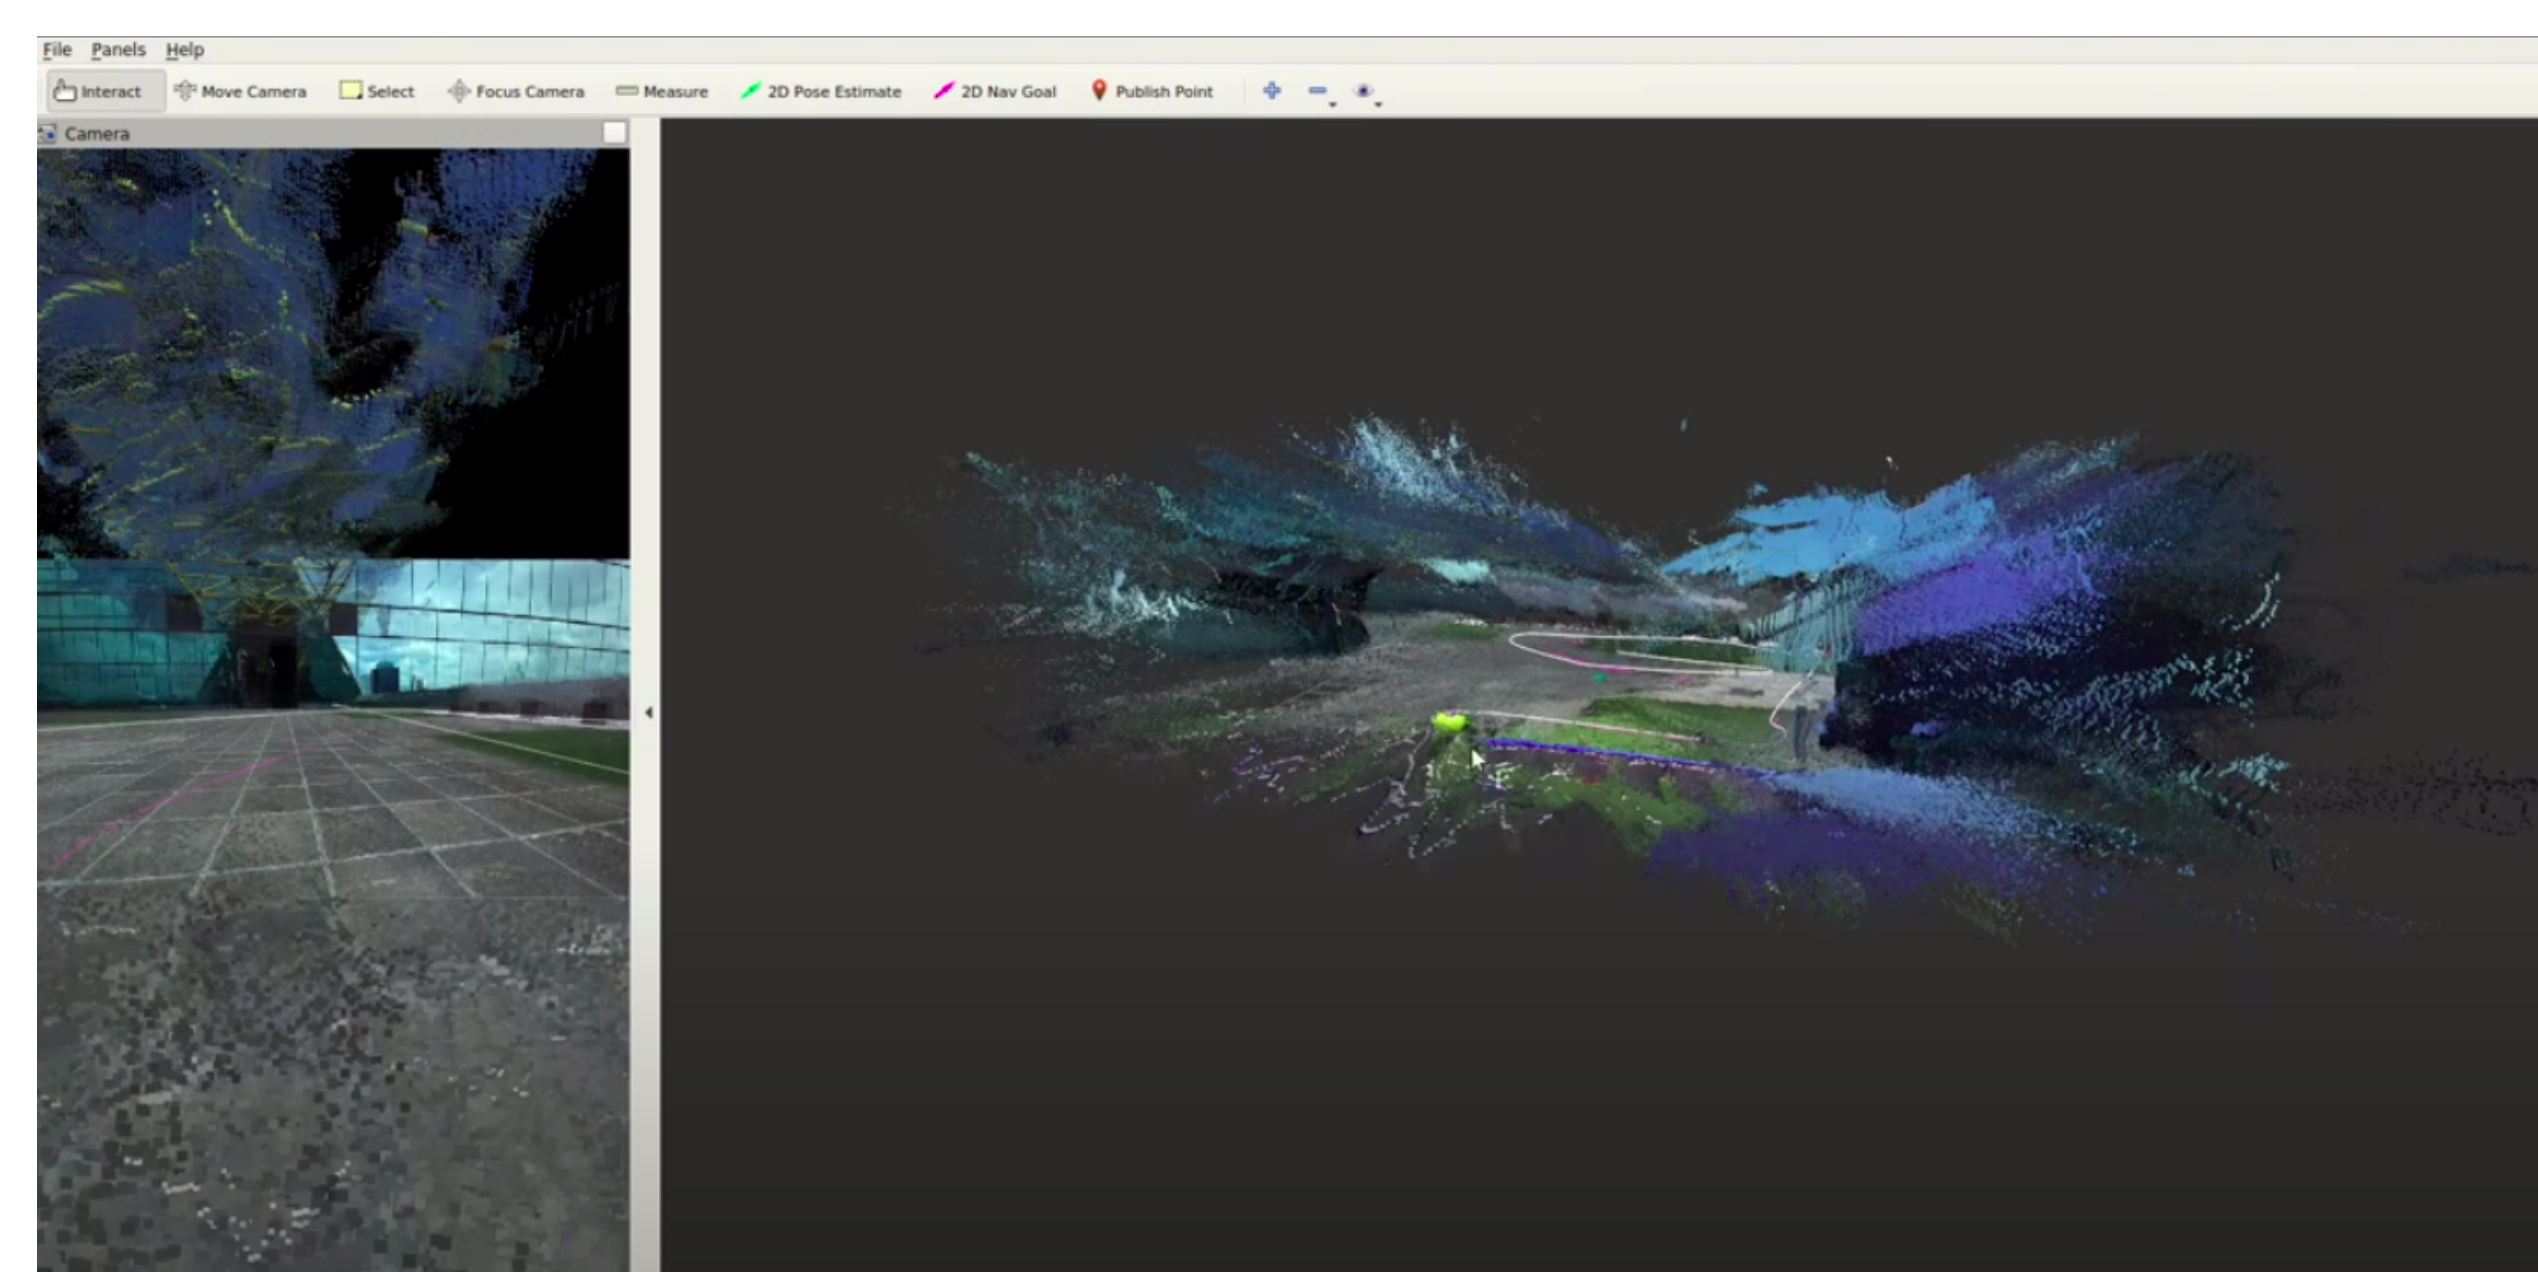 File Panels Help
Interact Move Camera Select Focus Camera Measure 2D Pose Estimate 2D Nav Goal Publish Point
Camera